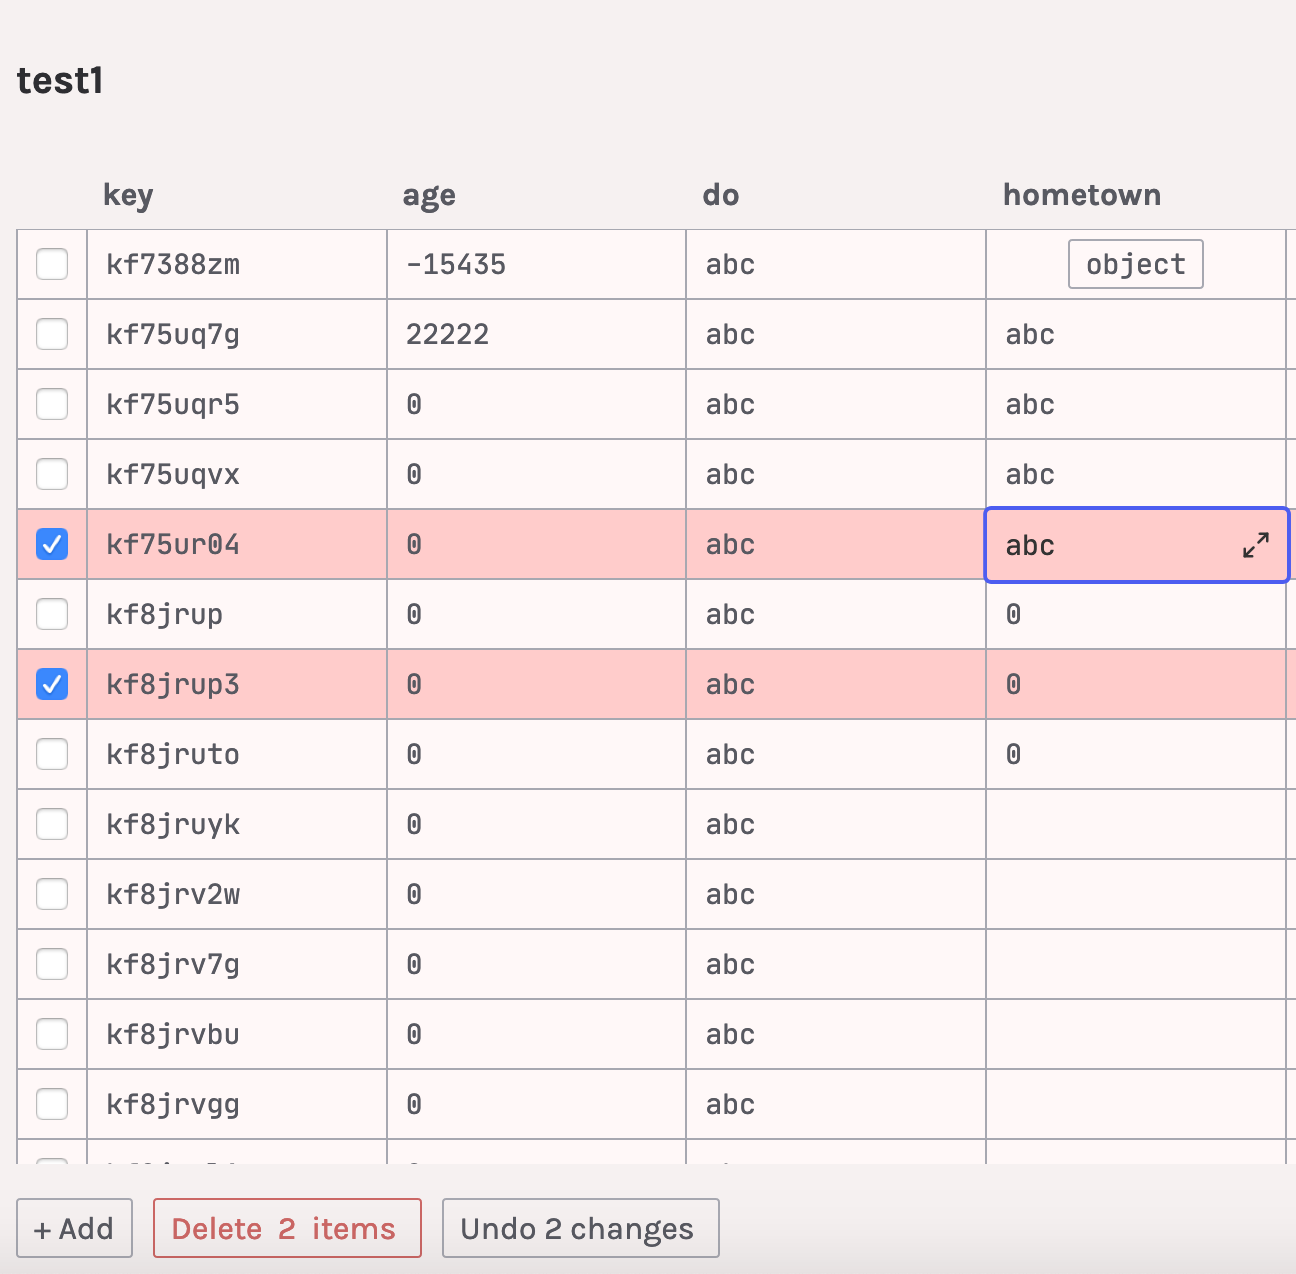 test1
key age do hometown
kf7388zm -15435 abc object
kf75uq7g 22222 abc abc
kf75uqr5 0 abc abc
kf75uqvx 0 abc abc
kf75ur04 0 abc abc
kf8jrup 0 abc 0
kf8jrup3 0 abc 0
kf8jruto 0 abc 0
kf8jruyk 0 abc
kf8jrv2w 0 abc
kf8jrv7g 0 abc
kf8jrvbu 0 abc
kf8jrvgg 0 abc
+ Add Delete 2 items Undo 2 changes